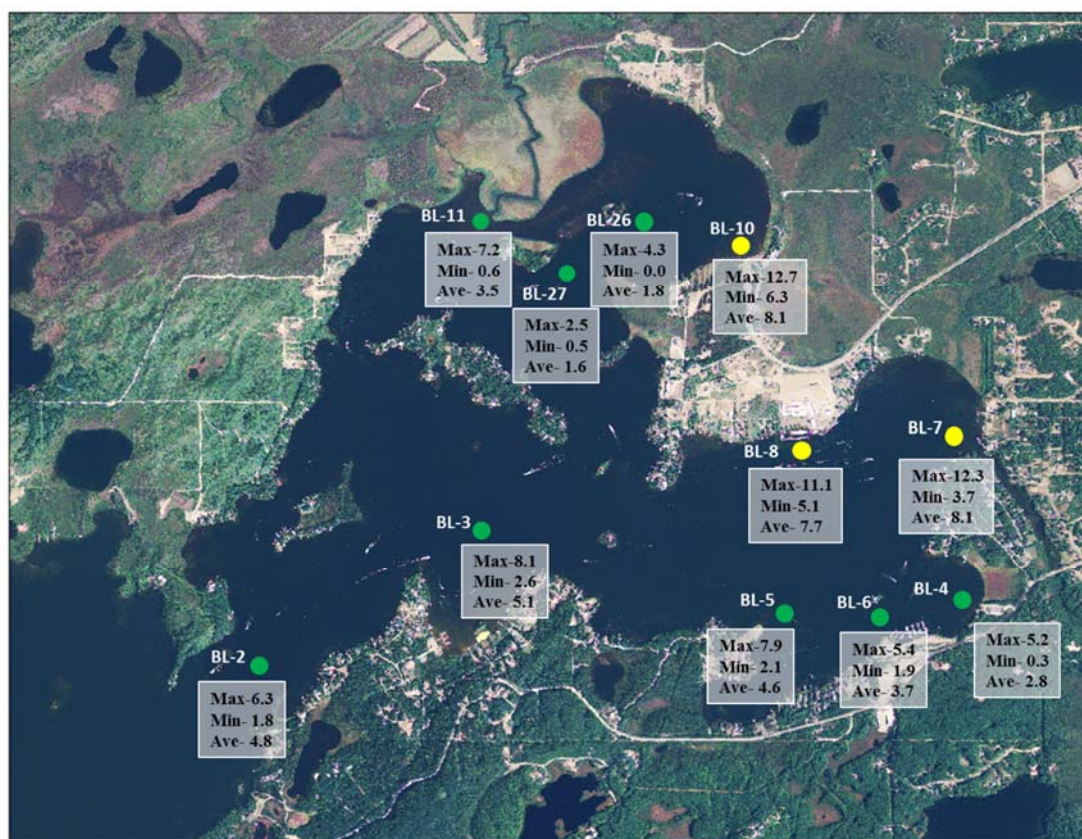 BL-11
Max-7.2
Min- 0.6
Ave- 3.5
BL-26
Max-4.3
Min- 0.0
Ave- 1.8
BL-10
Max-12.7
Min- 6.3
Ave- 8.1
BL-27
Max-2.5
Min- 0.5
Ave- 1.6
BL-8
Max-11.1
Min-5.1
Ave- 7.7
BL-7
Max-12.3
Min- 3.7
Ave- 8.1
BL-3
Max-8.1
Min- 2.6
Ave- 5.1
BL-5
Max-7.9
Min- 2.1
Ave- 4.6
BL-6
Max-5.4
Min- 1.9
Ave- 3.7
BL-4
Max-5.2
Min- 0.3
Ave- 2.8
BL-2
Max-6.3
Min- 1.8
Ave- 4.8